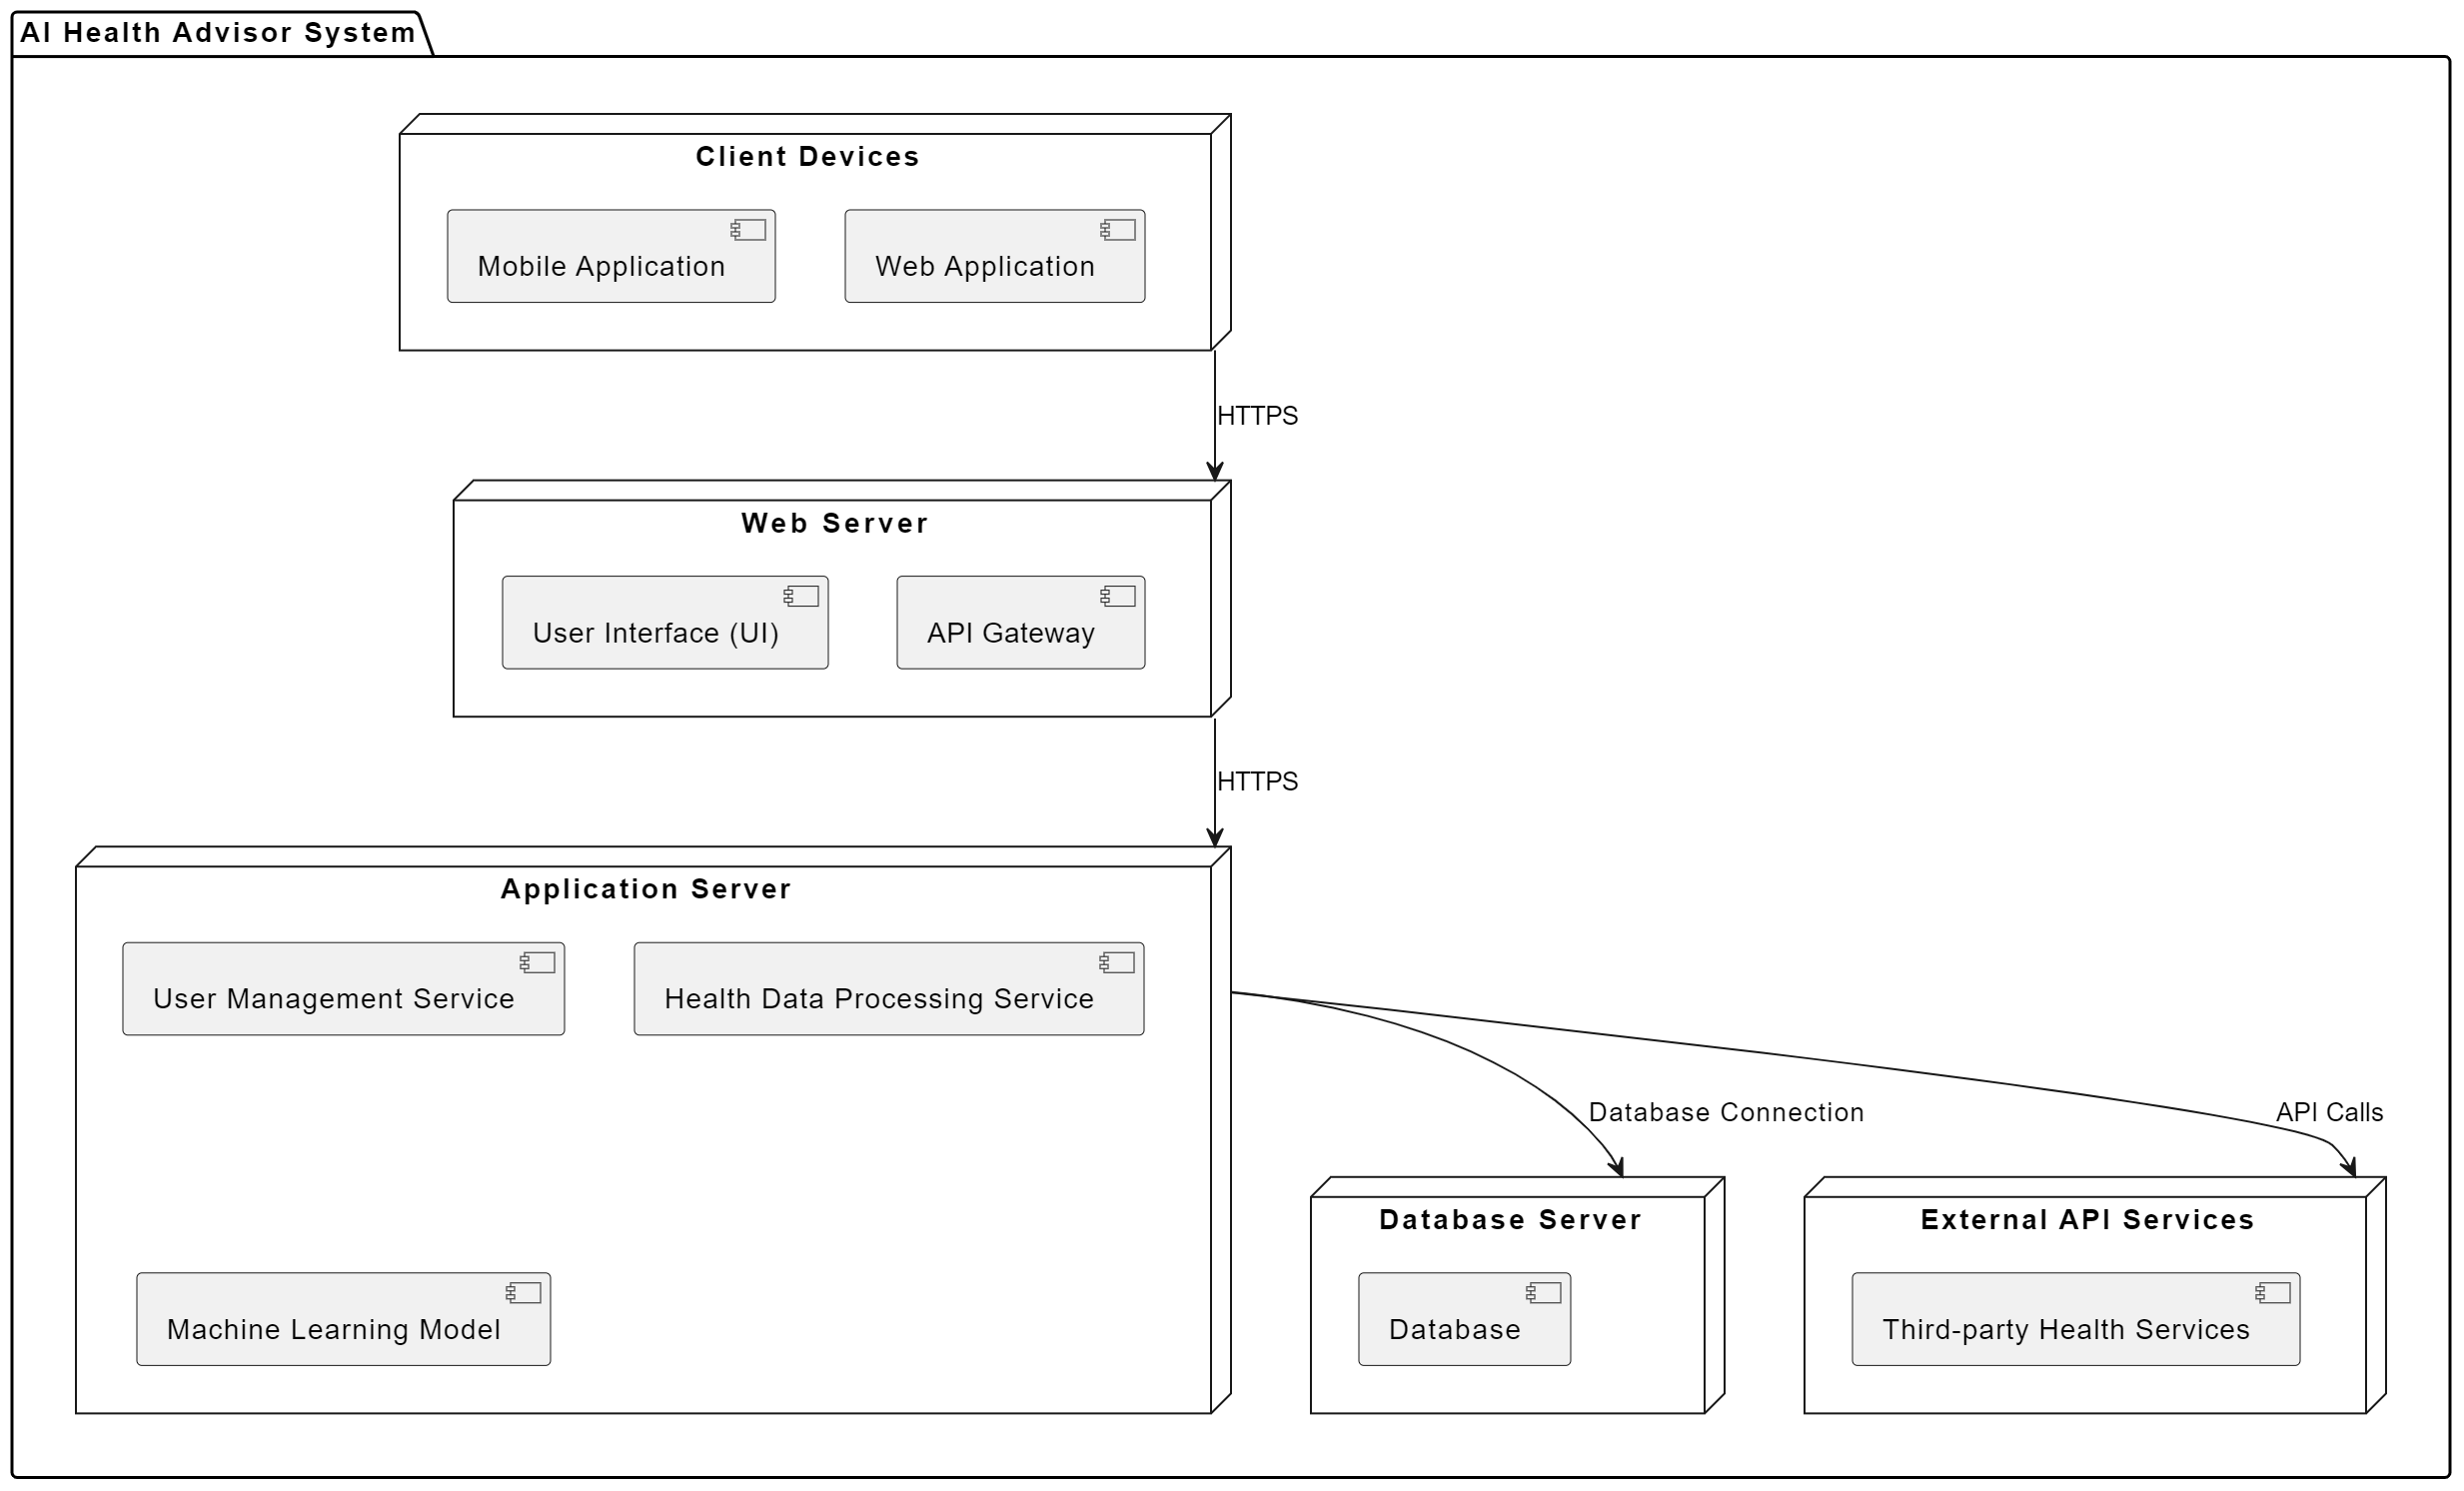 AI Health Advisor System
Client Devices
Mobile Application
Web Application
HTTPS
Web Server
User Interface (UI)
API Gateway
HTTPS
Application Server
User Management Service
Health Data Processing Service
Database Connection
API Calls
Database Server
External API Services
Machine Learning Model
Database
Third-party Health Services